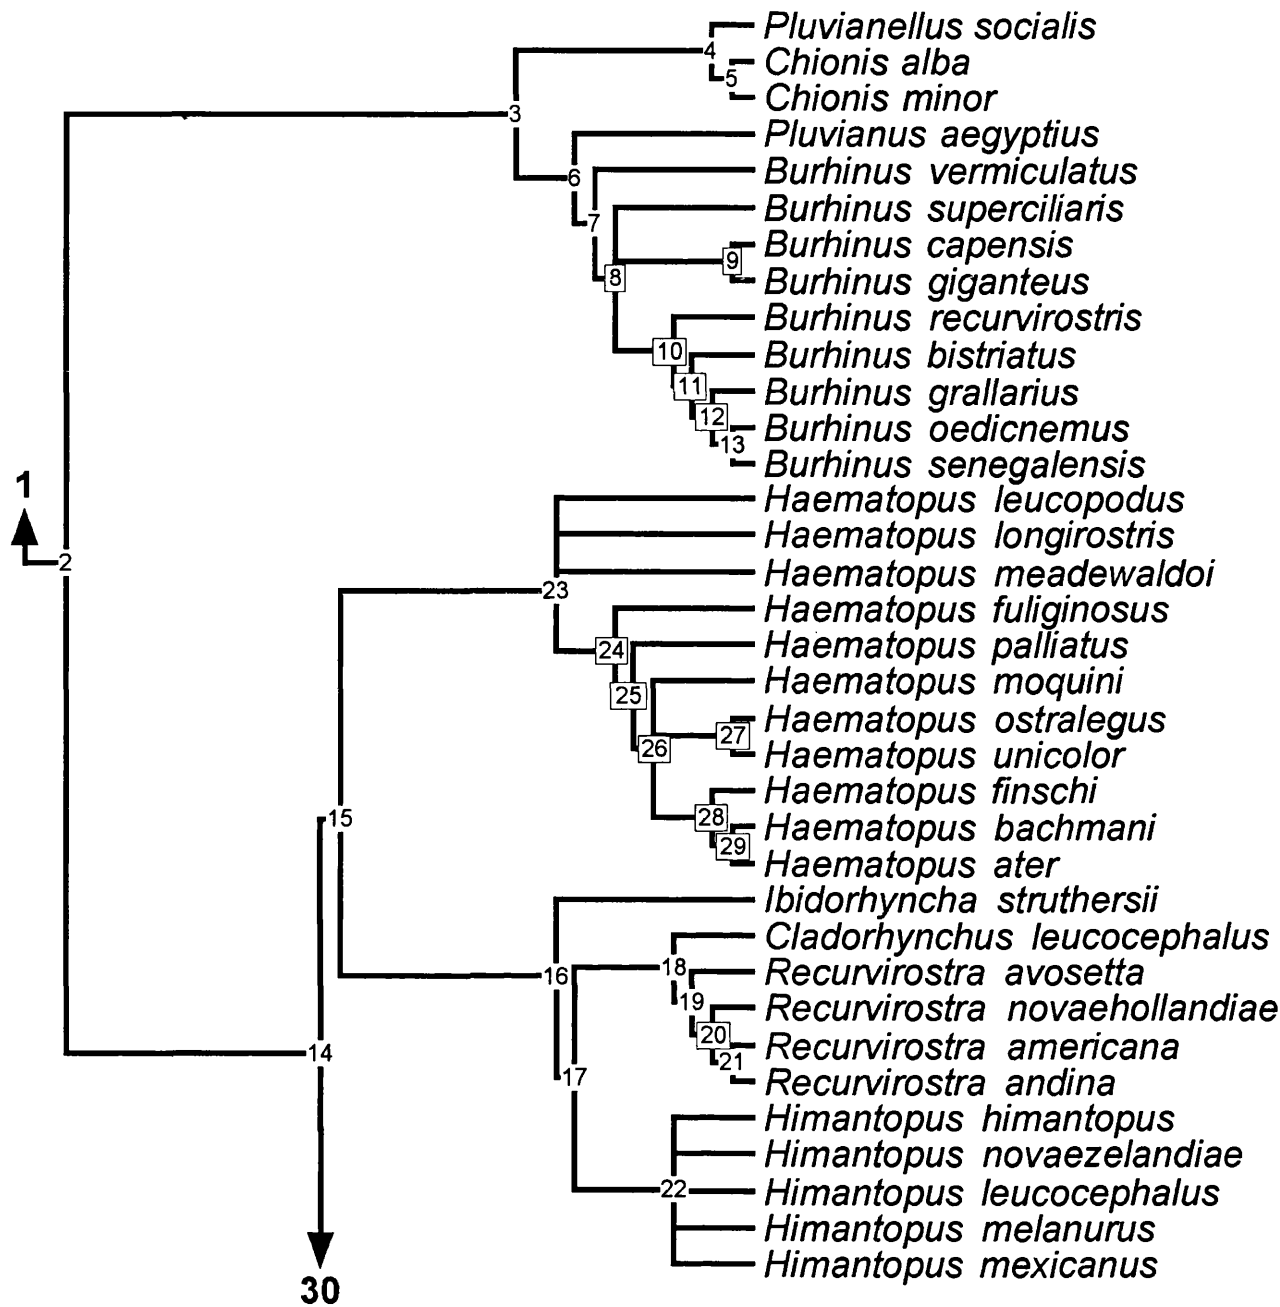 Pluvianellus socialis
4
Chionis alba
5
Chionis minor
3
Pluvianus aegyptius
Burhinus vermiculatus
6
Burhinus superciliaris
7
Burhinus capensis
9
8
Burhinus giganteus
Burhinus recurvirostris
10
Burhinus bistriatus
11
Burhinus grallarius
12
Burhinus oedicnemus
13
Burhinus senegalensis
1
Haematopus leucopodus
Haematopus longirostris
2
Haematopus meadewaldoi
23
Haematopus fuliginosus
24
Haematopus palliatus
25
Haematopus moquini
Haematopus ostralegus
27
26
Haematopus unicolor
Haematopus finschi
28
15
Haematopus bachmani
29
Haematopus ater
Ibidorhyncha struthersii
Cladorhynchus leucocephalus
18
16
Recurvirostra avosetta
19
Recurvirostra novaehollandiae
20
Recurvirostra americana
14
21
17
Recurvirostra andina
Himantopus himantopus
Himantopus novaezelandiae
22
Himantopus leucocephalus
Himantopus melanurus
Himantopus mexicanus
30